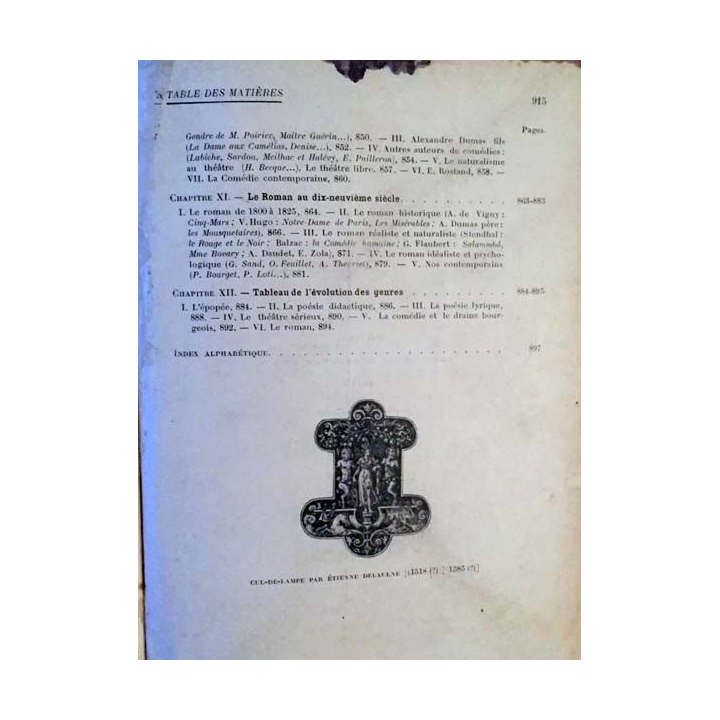 TABLE DES MATIÈRES 915
Pages.
Gendre de M. Poirier, Maître Guérin...), 850. — III. Alexandre Dumas fils
(La Dame aux Camélias, Denise...), 852. — IV. Autres auteurs de comédies:
(Labiche, Sardou, Meilhac et Halévy, E. Pailleron), 854. — V. Le naturalisme
au théâtre (H. Becque...). Le théâtre libre, 857. — VI. E. Rostand, 858. —
VII. La Comédie contemporaine, 860.
CHAPITRE XI. — Le Roman au dix-neuvième siècle . . . . . . . . . . 863-883
I. Le roman de 1800 à 1825, 864. — II. Le roman historique (A. de Vigny:
Cinq-Mars; V. Hugo: Notre-Dame de Paris, Les Misérables; A. Dumas père:
les Mousquetaires), 866. — III. Le roman réaliste et naturaliste (Stendhal:
le Rouge et le Noir; Balzac: la Comédie humaine; G. Flaubert: Salammbô,
Mme Bovary; A. Daudet, E. Zola), 871. — IV. Le roman idéaliste et psycho-
logique (G. Sand, O. Feuillet, A. Theuriet), 879. — V. Nos contemporains
(P. Bourget, P. Loti...), 881.
CHAPITRE XII. — Tableau de l'évolution des genres . . . . . . . . . 884-895
I. L'épopée, 884. — II. La poésie didactique, 886. — III. La poésie lyrique,
888. — IV. Le théâtre sérieux, 890. — V. La comédie et le drame bour-
geois, 892. — VI. Le roman, 894.
INDEX ALPHABÉTIQUE. . . . . . . . . . . . . . . . . . . . . . . 897
CUL-DE-LAMPE PAR ÉTIENNE DELAULNE [(1518 (?) ; 1585 (?)]